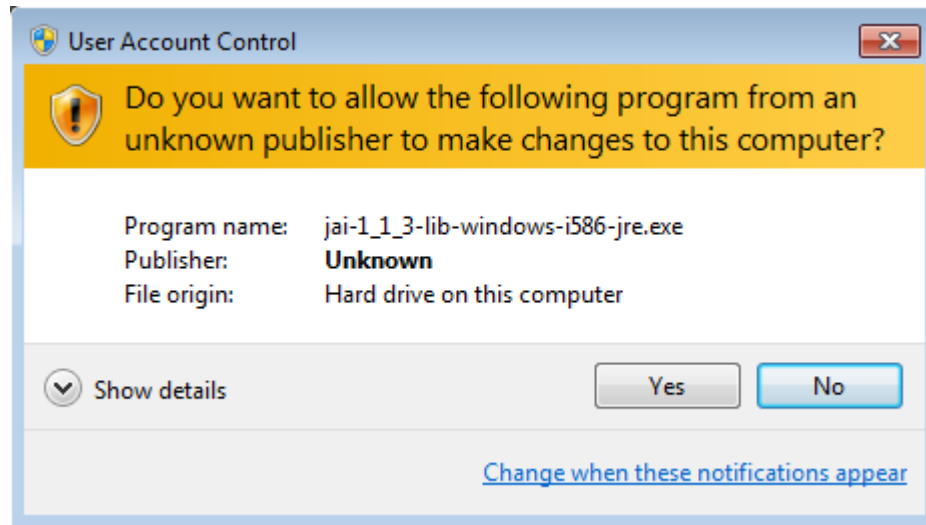 User Account Control
Do you want to allow the following program from an
unknown publisher to make changes to this computer?
Program name: jai-1_1_3-lib-windows-i586-jre.exe
Publisher: Unknown
File origin: Hard drive on this computer
Show details Yes No
Change when these notifications appear